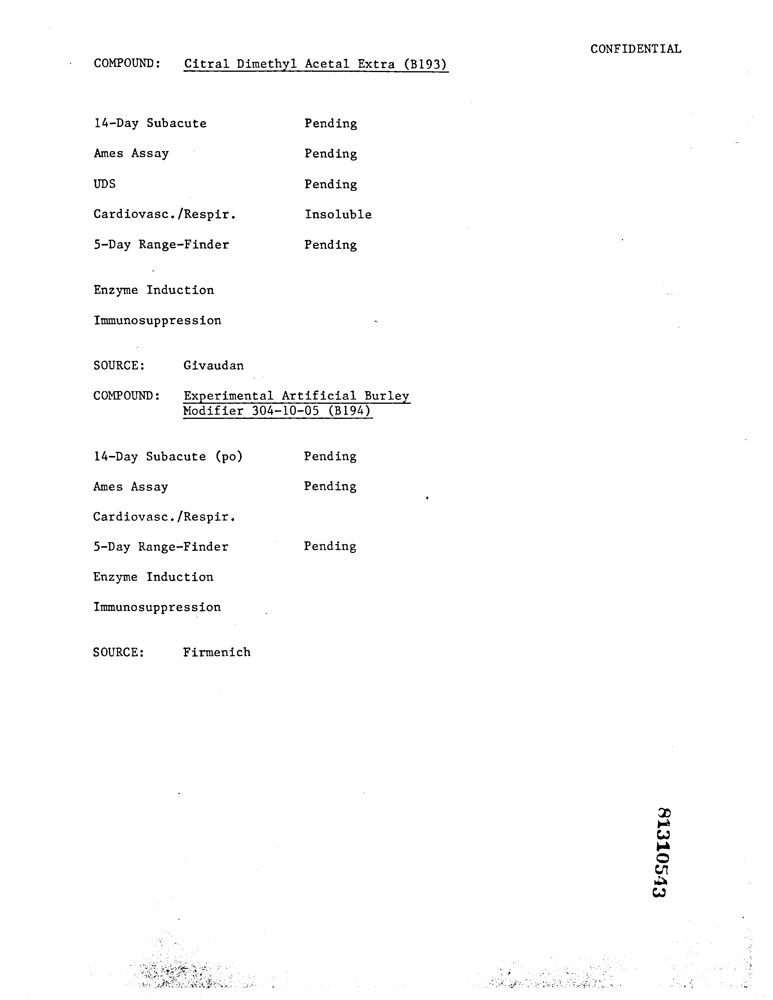 CONFIDENTIAL
COMPOUND: Citral Dimethyl Acetal Extra (B193)
14-Day Subacute Pending
Ames Assay Pending
UDS Pending
Cardiovasc./Respir. Insoluble
5-Day Range-Finder Pending
Enzyme Induction
Immunosuppression
SOURCE: Givaudan
COMPOUND: Experimental Artificial Burley
Modifier 304-10-05 (B194)
14-Day Subacute (po) Pending
Ames Assay Pending
Cardiovasc./Respir.
5-Day Range-Finder Pending
Enzyme Induction
Immunosuppression
SOURCE: Firmenich
81310543